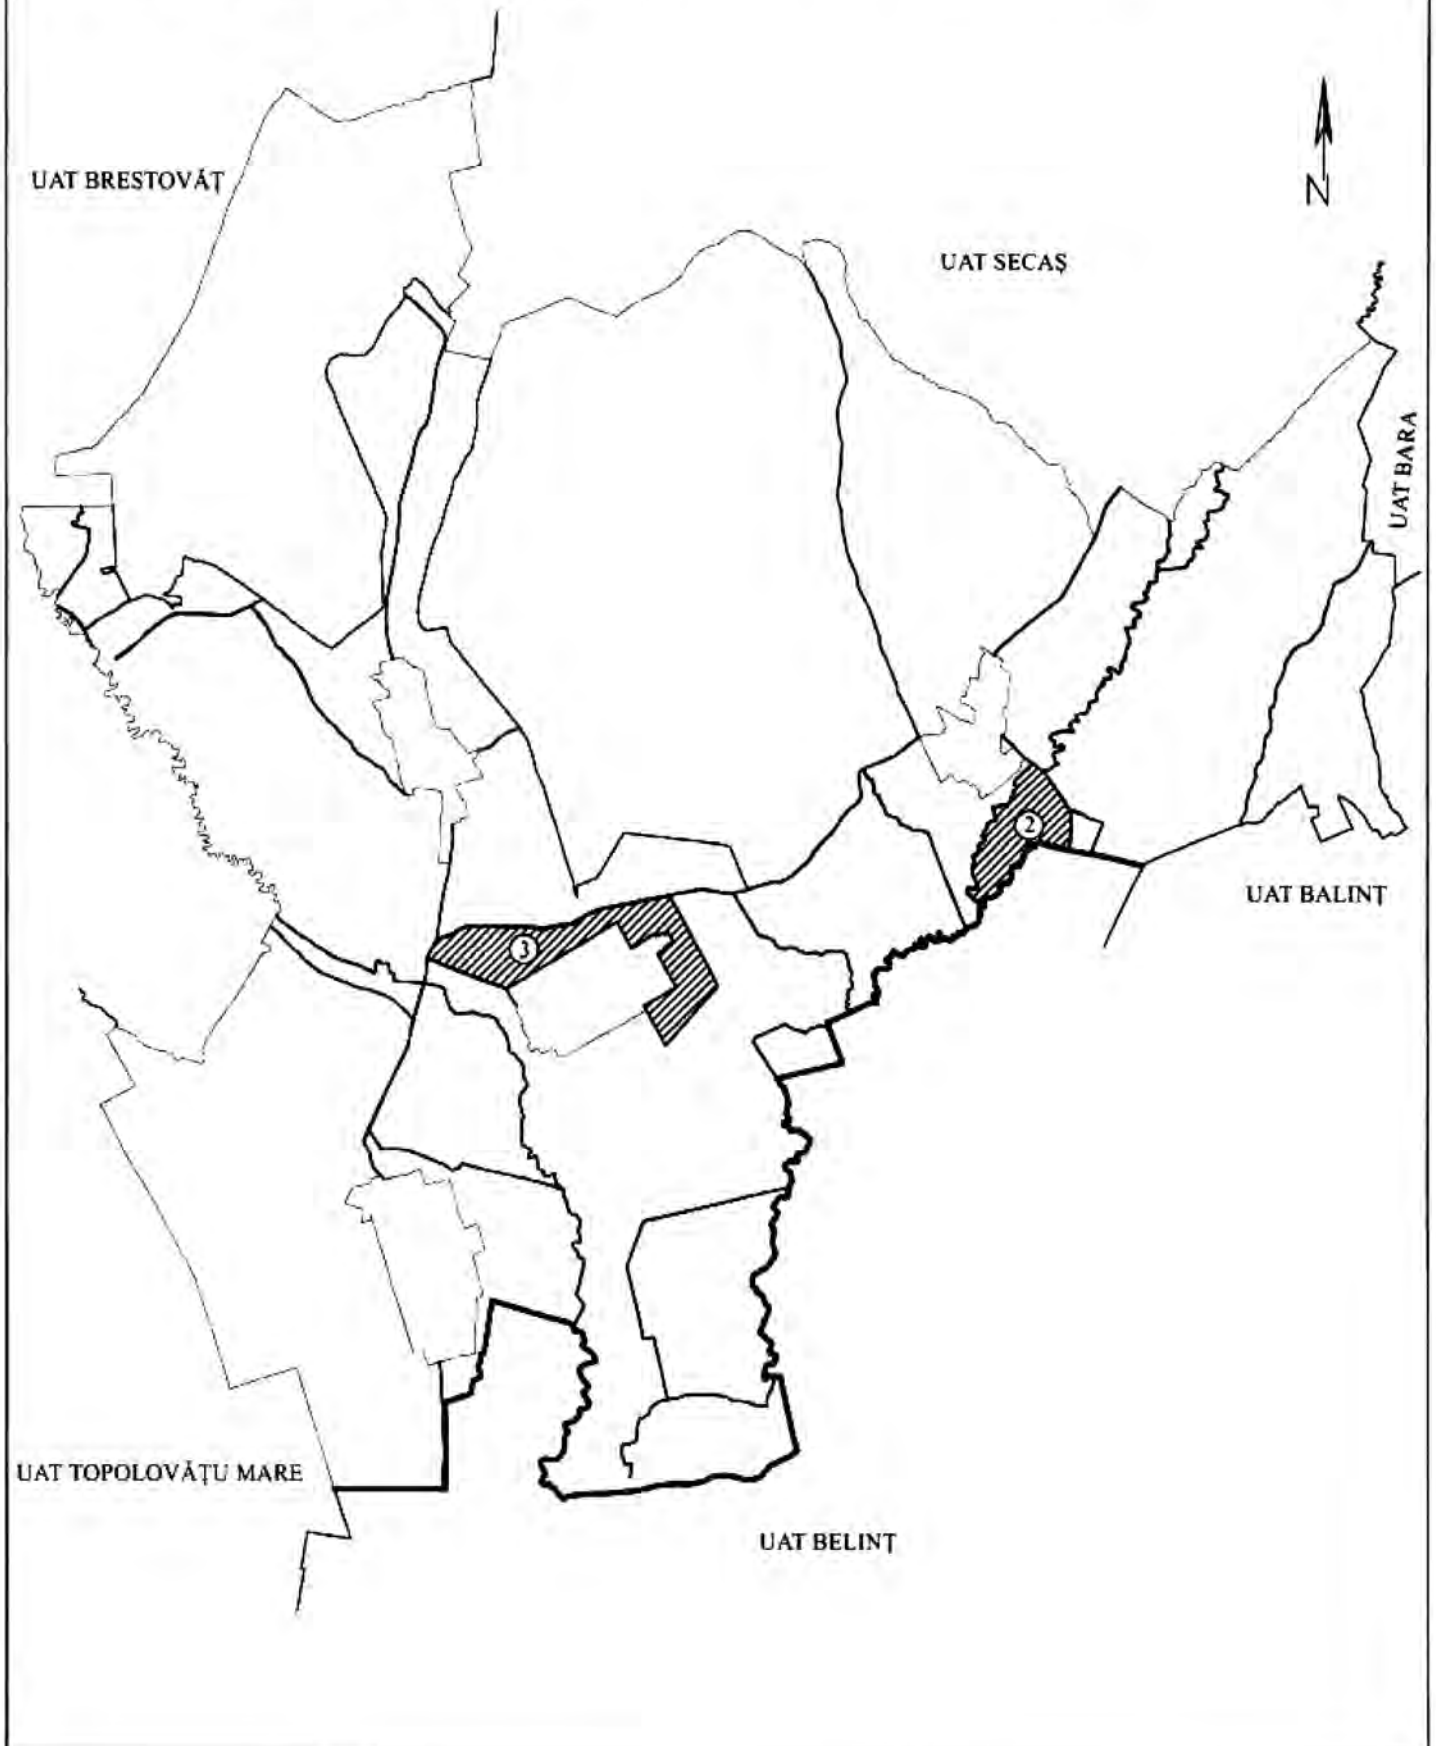 UAT BRESTOVĂȚ
N
UAT SECAȘ
UAT BARA
2
UAT BALINȚ
3
UAT TOPOLOVĂȚU MARE
UAT BELINȚ